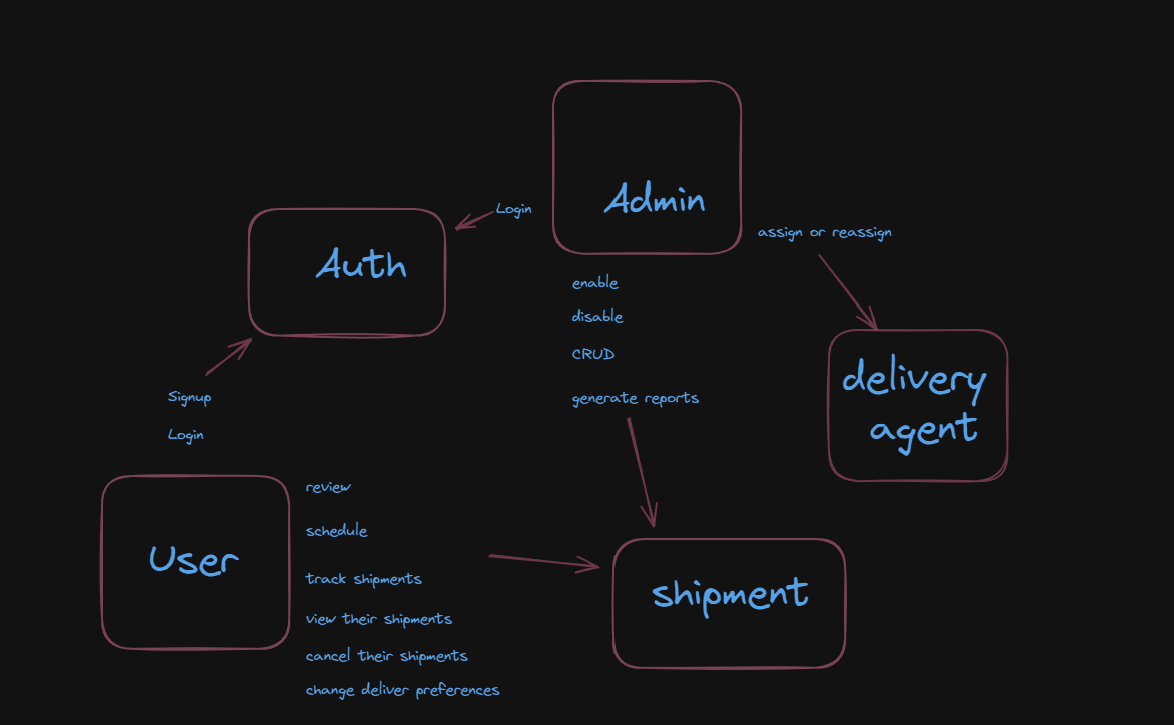 Admin
Login
assign or reassign
Auth
enable
disable
CRUD
generate reports
delivery
agent
Signup
Login
User
review
schedule
track shipments
view their shipments
cancel their shipments
change deliver preferences
shipment